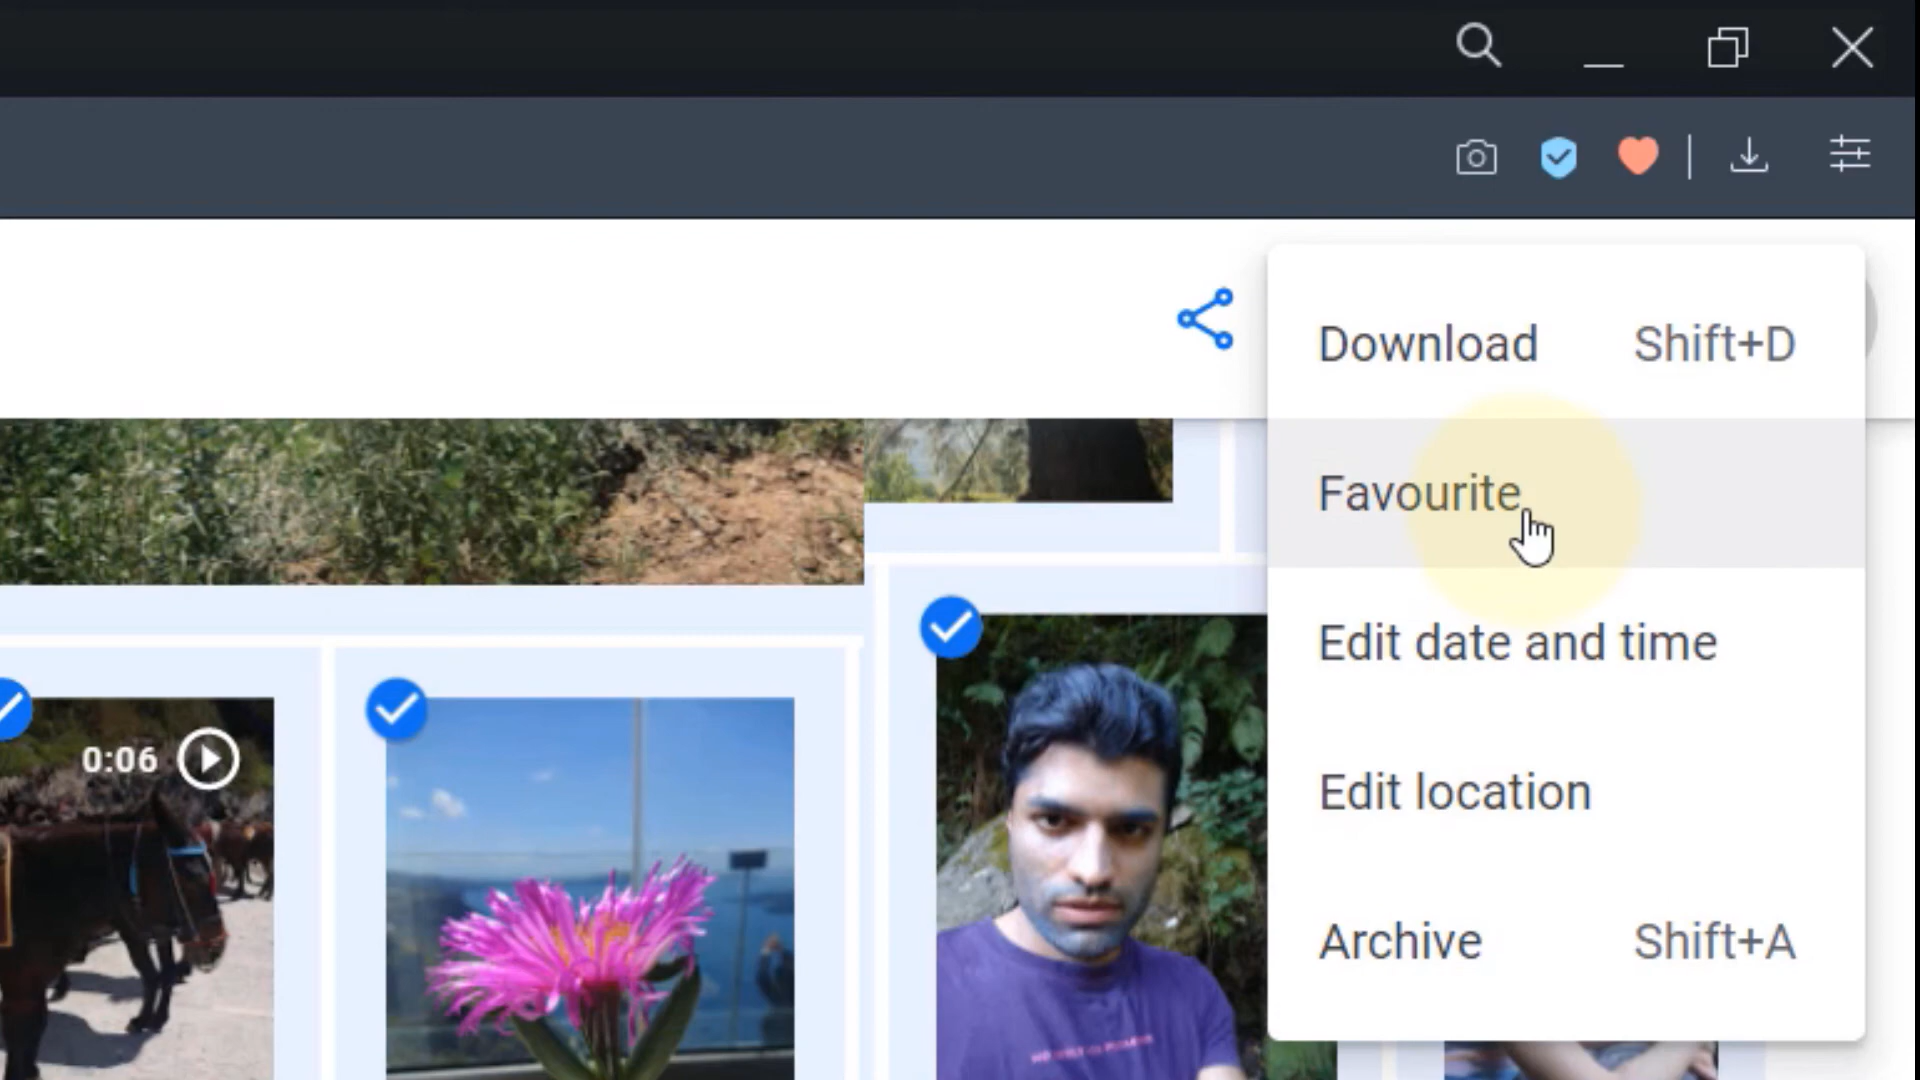 Download Shift+D
Favourite
Edit date and time
Edit location
Archive Shift+A
0:06